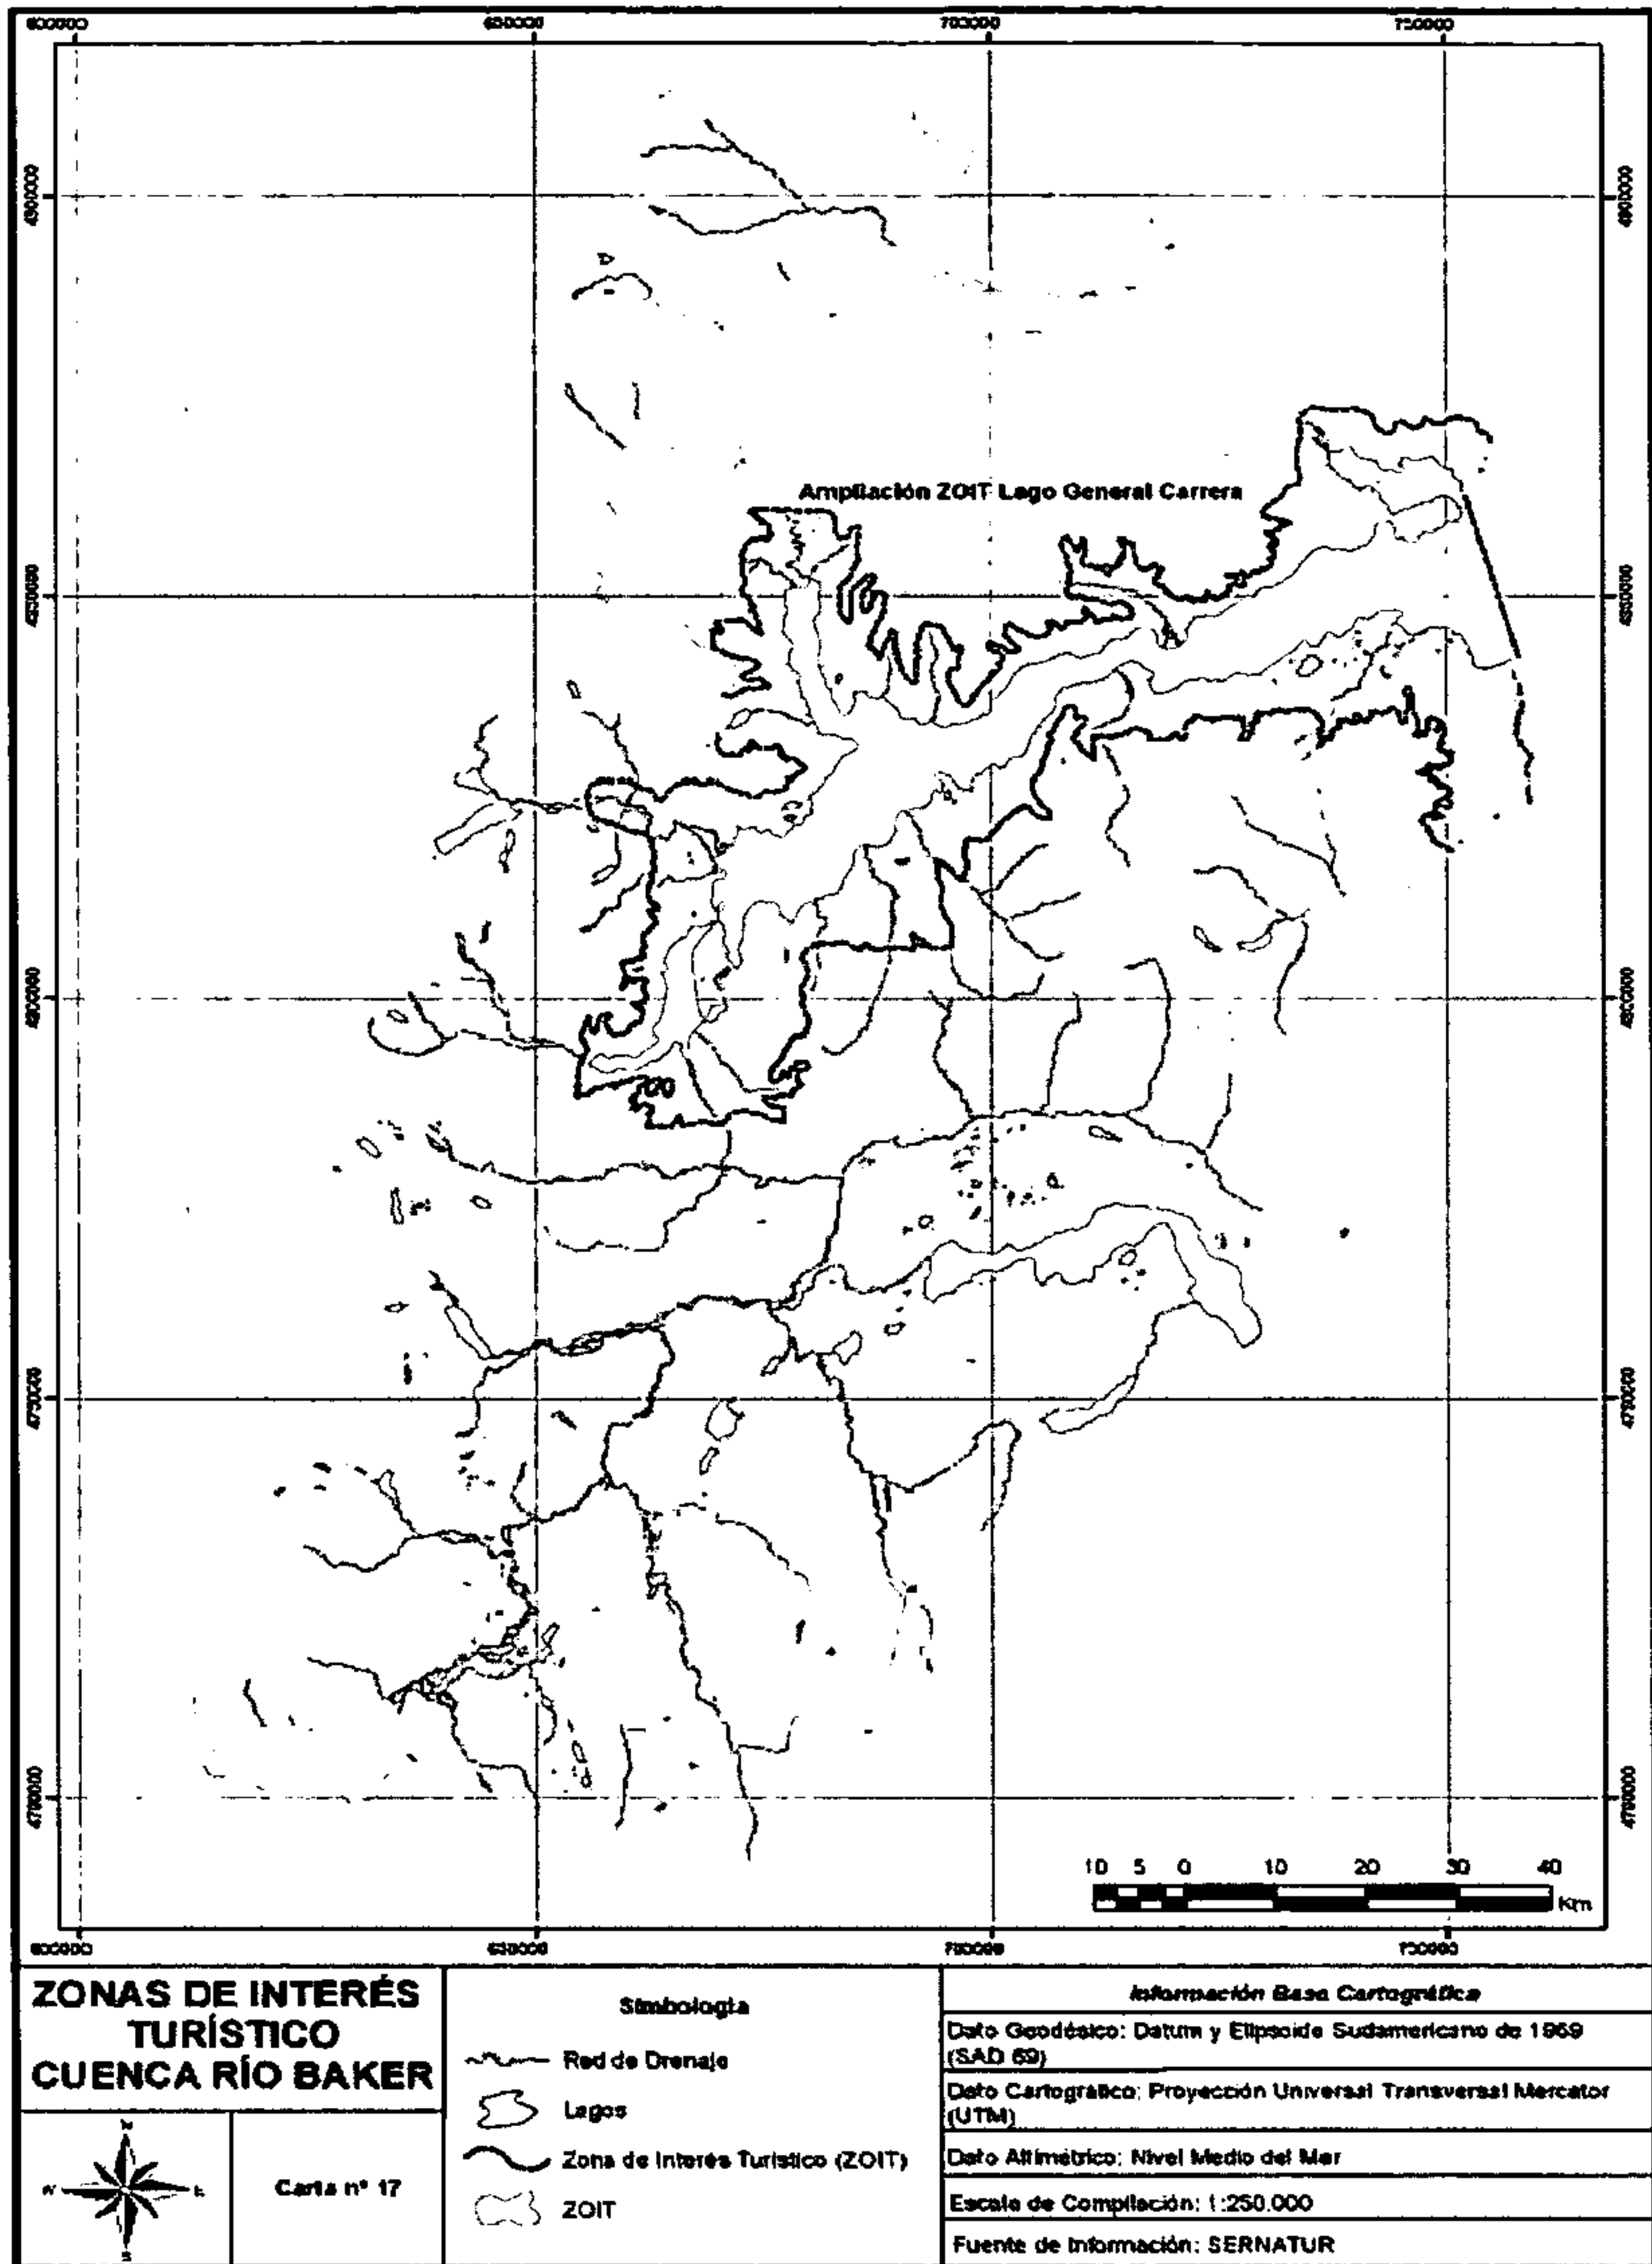 Ampliación ZOIT Lago General Carrera
10 5 0 10 20 30 40
Km
ZONAS DE INTERÉS
TURÍSTICO
CUENCA RÍO BAKER
Carta nº 17
Simbología
Red de Drenaje
Lagos
Zona de Interés Turístico (ZOIT)
ZOIT
Información Base Cartográfica
Dato Geodésico: Datum y Elipsoide Sudamericano de 1969
(SAD 69)
Dato Cartográfico: Proyección Universal Transversal Mercator
(UTM)
Dato Altimétrico: Nivel Medio del Mar
Escala de Compilación: 1:250.000
Fuente de Información: SERNATUR